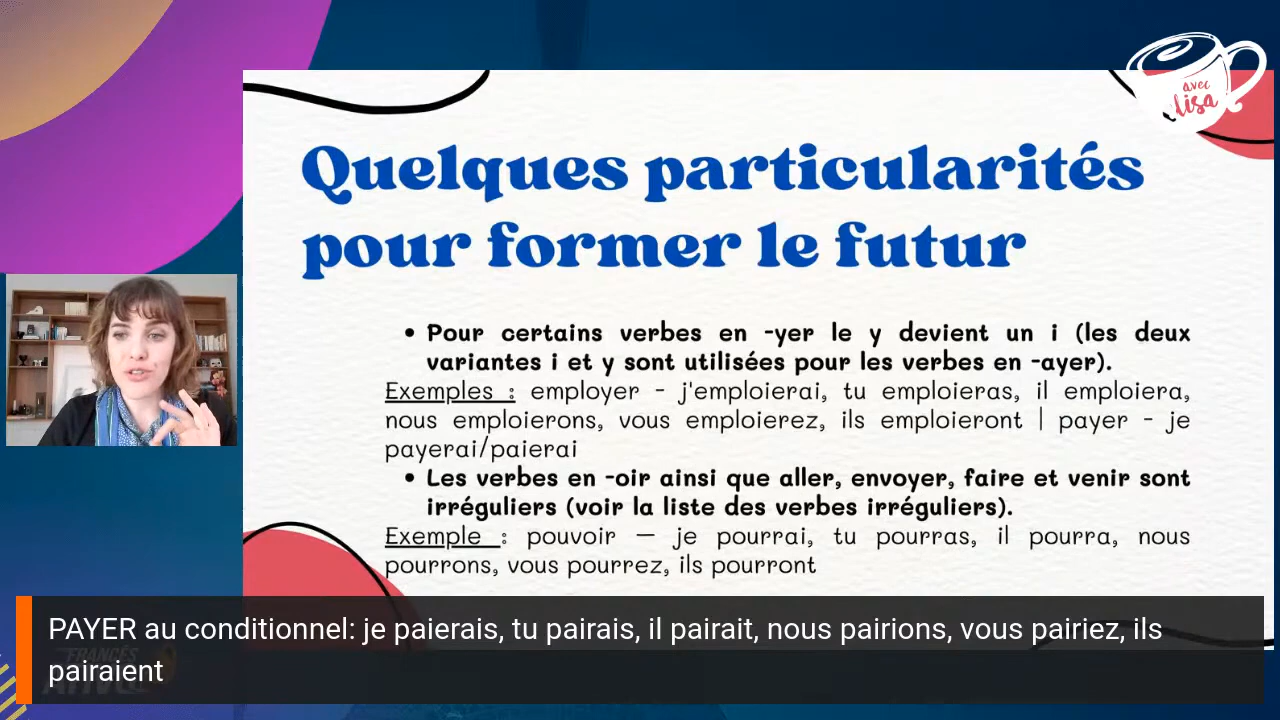 avec
Lisa
Quelques particularités
pour former le futur
• Pour certains verbes en -yer le y devient un i (les deux
variantes i et y sont utilisées pour les verbes en -ayer).
Exemples : employer - j'emploierai, tu emploieras, il emploiera,
nous emploierons, vous emploierez, ils emploieront | payer - je
payerai/paierai
• Les verbes en -oir ainsi que aller, envoyer, faire et venir sont
irréguliers (voir la liste des verbes irréguliers).
Exemple : pouvoir – je pourrai, tu pourras, il pourra, nous
pourrons, vous pourrez, ils pourront
PAYER au conditionnel: je paierais, tu pairais, il pairait, nous pairions, vous pairiez, ils
pairaient
FRANCÊS